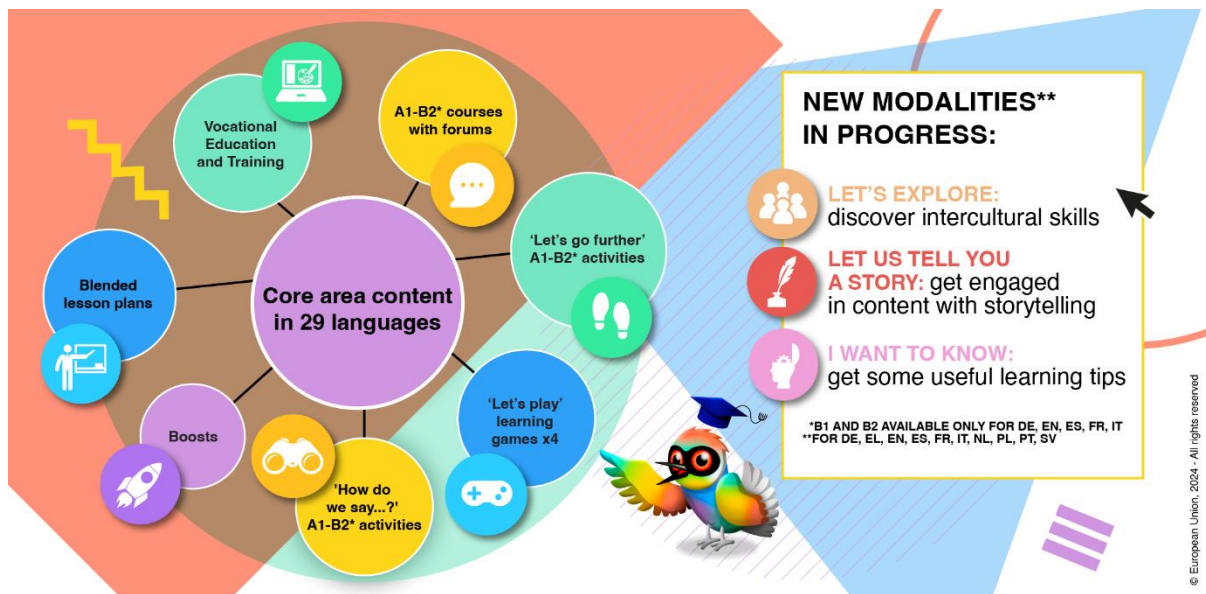 Vocational
Education
and Training
A1-B2* courses
with forums
'Let's go further'
A1-B2* activities
Blended
lesson plans
Core area content
in 29 languages
'Let's play'
learning
games x4
Boosts
'How do
we say...?'
A1-B2* activities
NEW MODALITIES**
IN PROGRESS:
LET'S EXPLORE:
discover intercultural skills
LET US TELL YOU
A STORY: get engaged
in content with storytelling
I WANT TO KNOW:
get some useful learning tips
*B1 AND B2 AVAILABLE ONLY FOR DE, EN, ES, FR, IT
**FOR DE, EL, EN, ES, FR, IT, NL, PL, PT, SV
© European Union, 2024 - All rights reserved